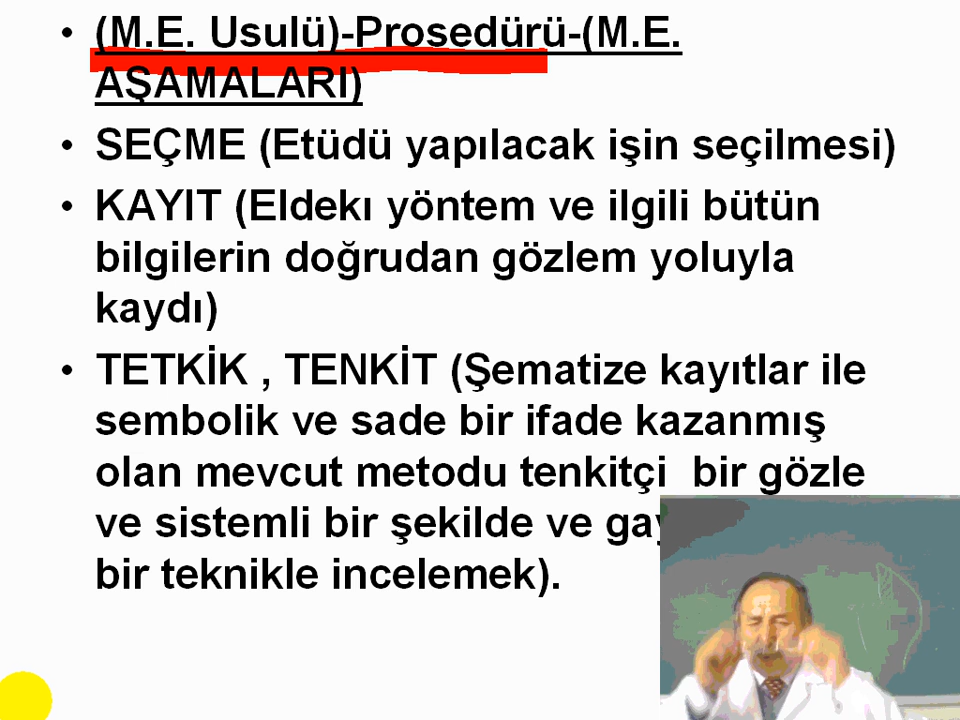 • (M.E. Usulü)-Prosedürü-(M.E.
AŞAMALARI)
• SEÇME (Etüdü yapılacak işin seçilmesi)
• KAYIT (Eldekı yöntem ve ilgili bütün
bilgilerin doğrudan gözlem yoluyla
kaydı)
• TETKİK , TENKİT (Şematize kayıtlar ile
sembolik ve sade bir ifade kazanmış
olan mevcut metodu tenkitçi bir gözle
ve sistemli bir şekilde ve
bir teknikle incelemek).